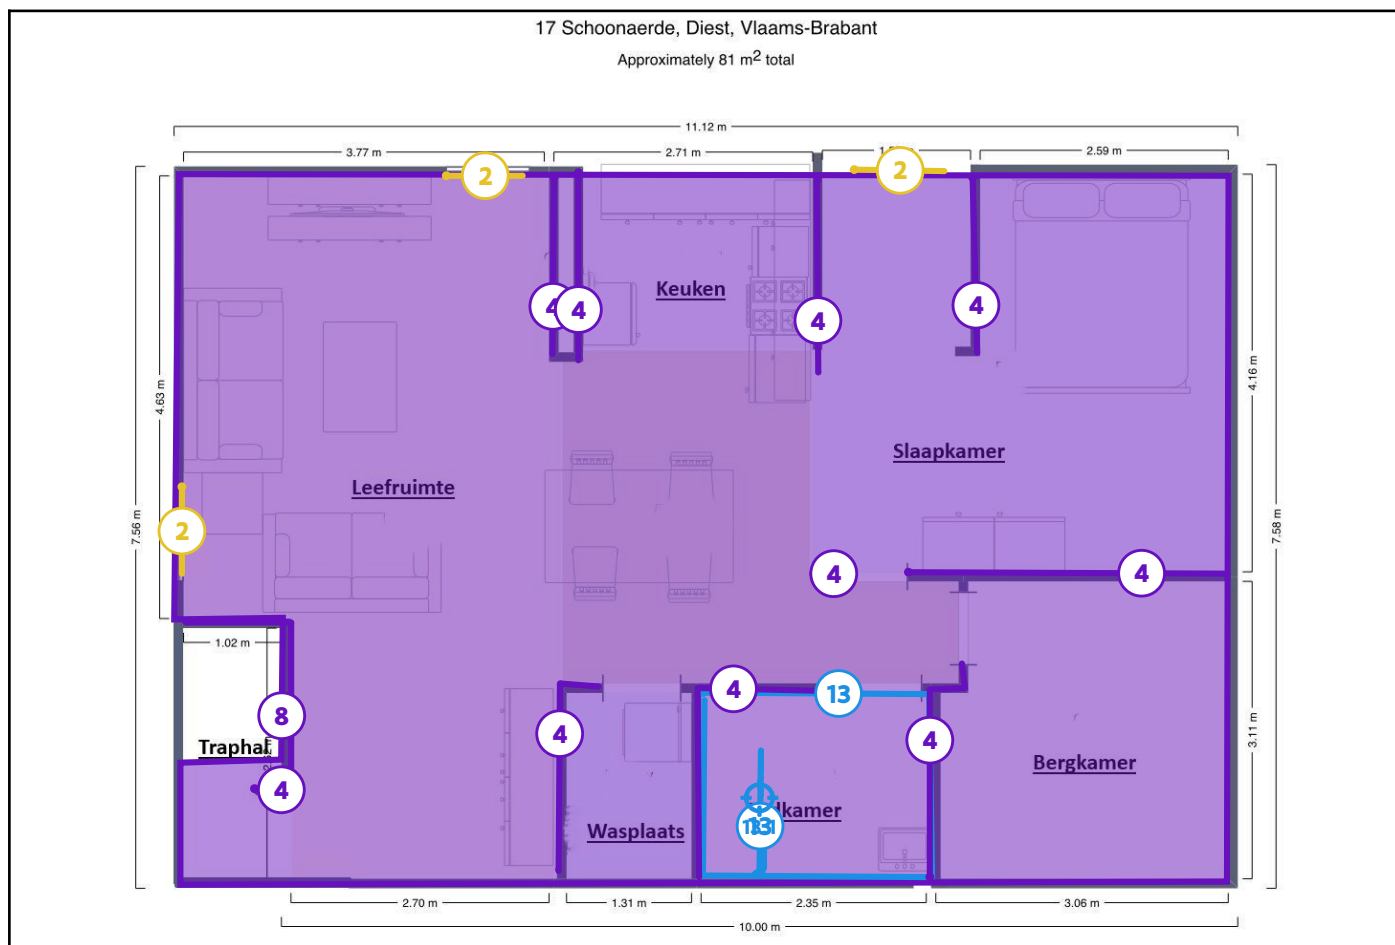 17 Schoonaerde, Diest, Vlaams-Brabant
Approximately 81 m² total
11.12 m
3.77 m
2.71 m
2.59 m
2
2
4
4
4
4
Keuken
4.63 m
4.16 m
Slaapkamer
Leefruimte
7.56 m
7.58 m
2
4
4
1.02 m
4
13
8
4
4
Traphal
3.11 m
Bergkamer
4
13
Wasplaats
2.70 m
1.31 m
2.35 m
3.06 m
10.00 m